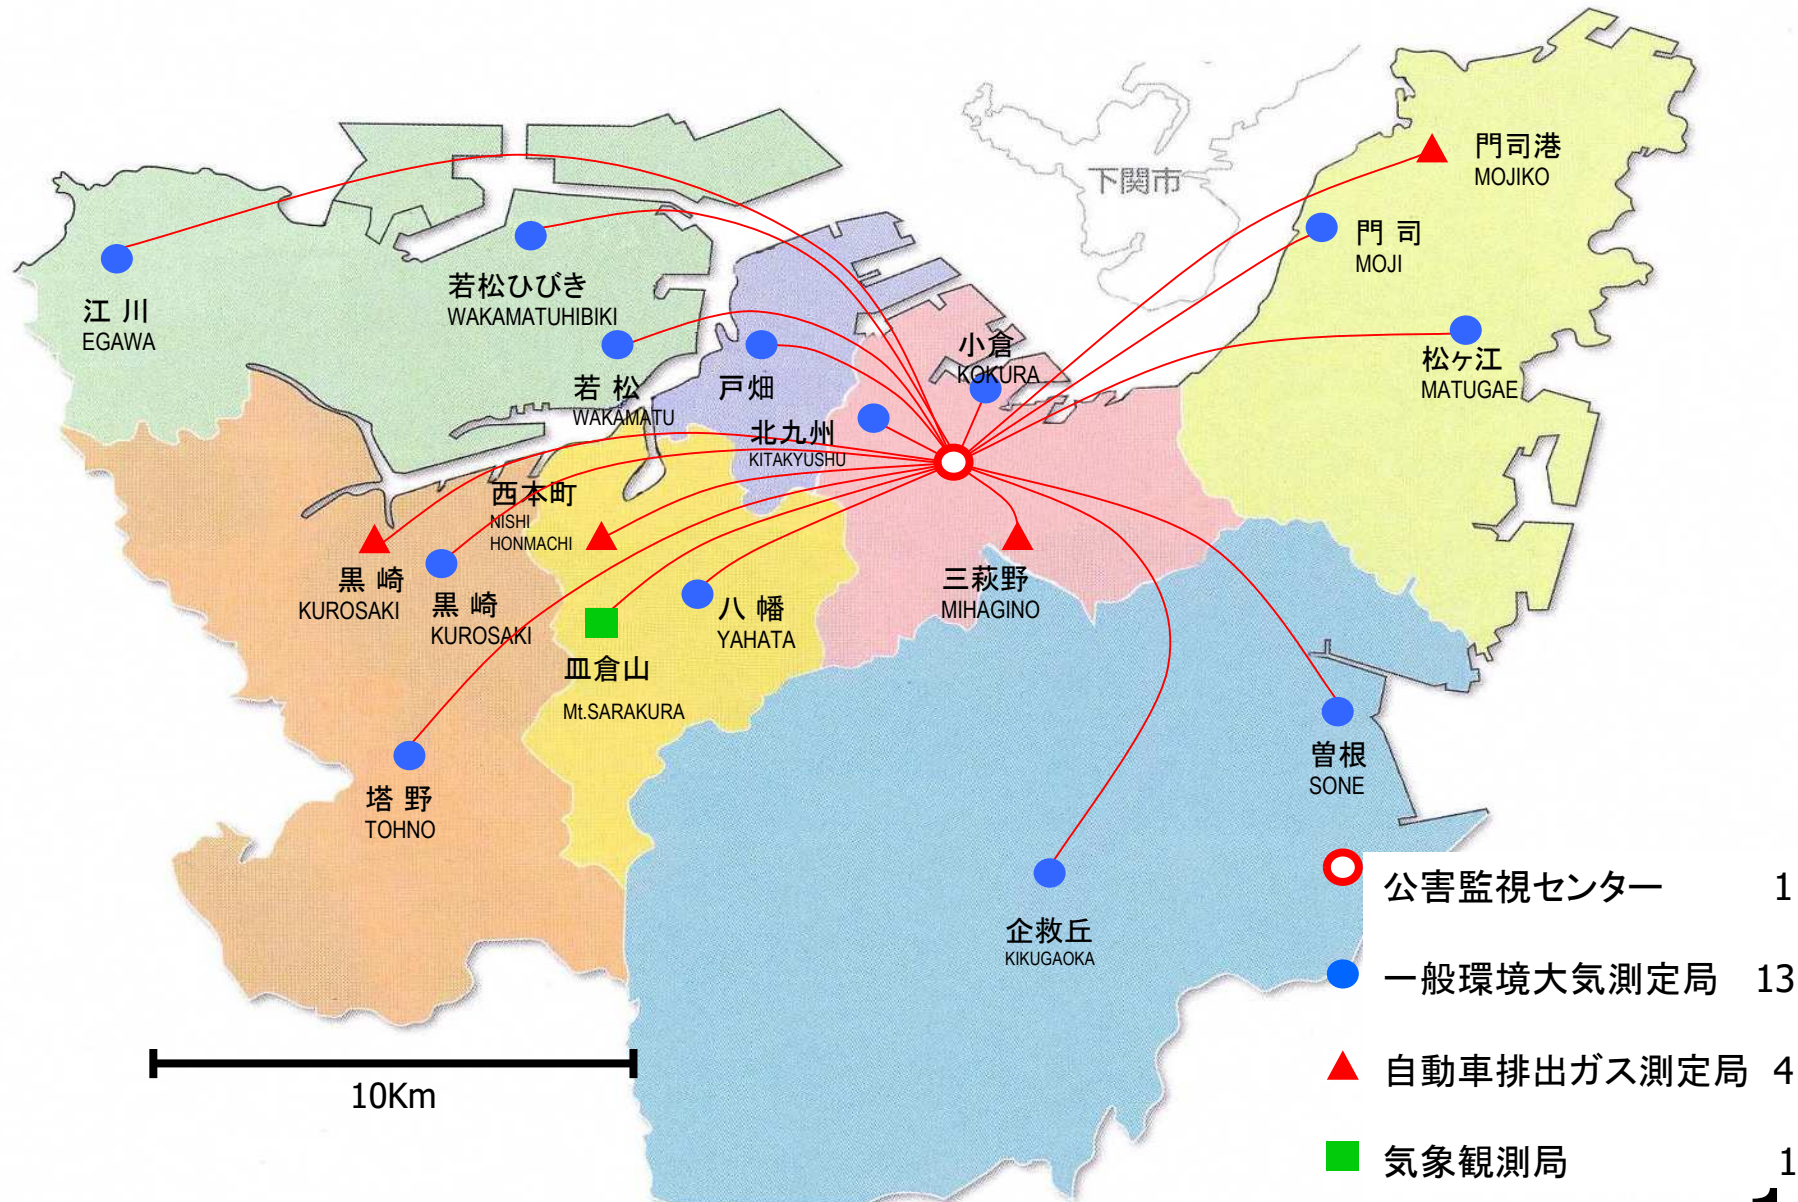 下関市
門司港
MOJIKO
門 司
MOJI
松ヶ江
MATUGAE
江 川
EGAWA
若松ひびき
WAKAMATUHIBIKI
若 松
WAKAMATU
戸畑
小倉
KOKURA
北九州
KITAKYUSHU
西本町
NISHI
HONMACHI
黒 崎
KUROSAKI
黒 崎
KUROSAKI
八 幡
YAHATA
三萩野
MIHAGINO
皿倉山
Mt.SARAKURA
塔 野
TOHNO
曽根
SONE
企救丘
KIKUGAOKA
10Km
公害監視センター 1
一般環境大気測定局 13
自動車排出ガス測定局 4
気象観測局 1